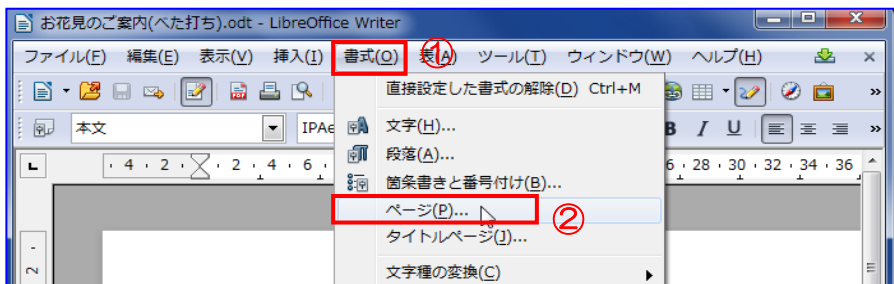 お花見のご案内(べた打ち).odt - LibreOffice Writer
ファイル(F) 編集(E) 表示(V) 挿入(I) 書式(O) ① 表(A) ツール(T) ウィンドウ(W) ヘルプ(H)
直接設定した書式の解除(D) Ctrl+M
本文 IPAe 文字(H)... B I U
段落(A)...
4 2 2 4 6 6 28 30 32 34 36
箇条書きと番号付け(B)...
ページ(P)... ②
タイトルページ(J)...
2 文字種の変換(C)